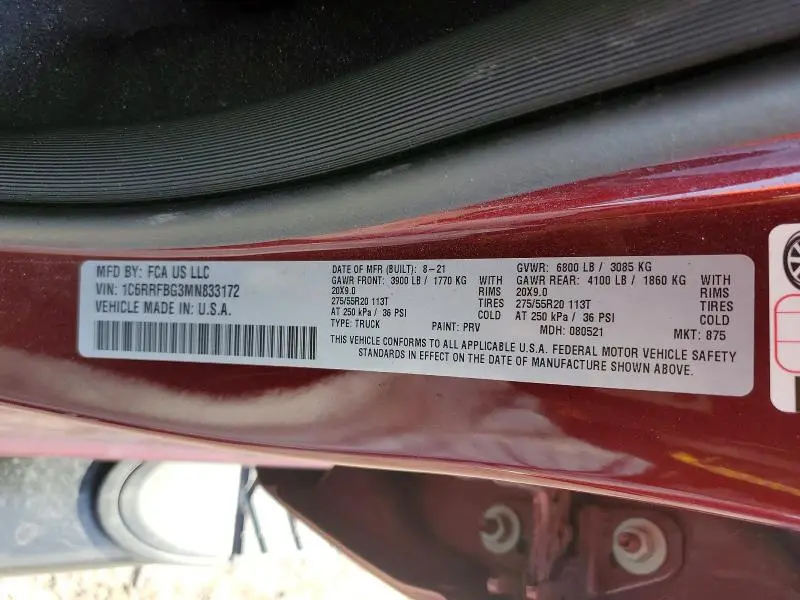 MFD BY: FCA US LLC
VIN: 1C6RRFBG3MN833172
VEHICLE MADE IN: U.S.A.
DATE OF MFR (BUILT): 8-21
GAWR FRONT: 3900 LB / 1770 KG WITH
20X9.0 RIMS
275/55R20 113T TIRES
AT 250 kPa / 36 PSI COLD
TYPE: TRUCK PAINT: PRV
GVWR: 6800 LB / 3085 KG
GAWR REAR: 4100 LB / 1860 KG WITH
20X9.0 RIMS
275/55R20 113T TIRES
AT 250 kPa / 36 PSI COLD
MDH: 080521 MKT: 875
THIS VEHICLE CONFORMS TO ALL APPLICABLE U.S.A. FEDERAL MOTOR VEHICLE SAFETY
STANDARDS IN EFFECT ON THE DATE OF MANUFACTURE SHOWN ABOVE.